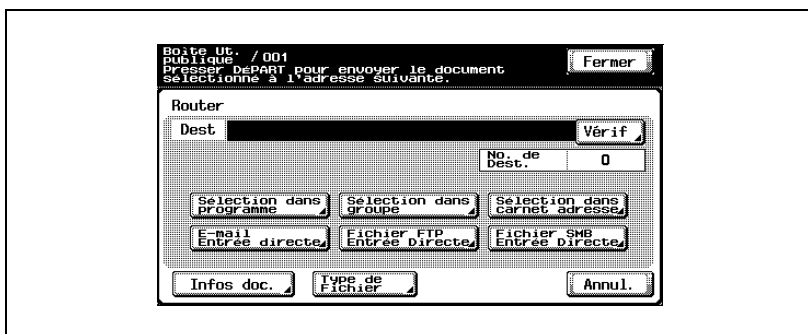 Boîte Ut.
publique / 001
Presser DéPART pour envoyer le document
sélectionné à l'adresse suivante.
Fermer
Router
Dest
Vérif
No. de
Dest.
0
Sélection dans
programme
Sélection dans
groupe
Sélection dans
carnet adresse
E-mail
Entrée directe
Fichier FTP
Entrée Directe
Fichier SMB
Entrée Directe
Infos doc.
Type de
Fichier
Annul.